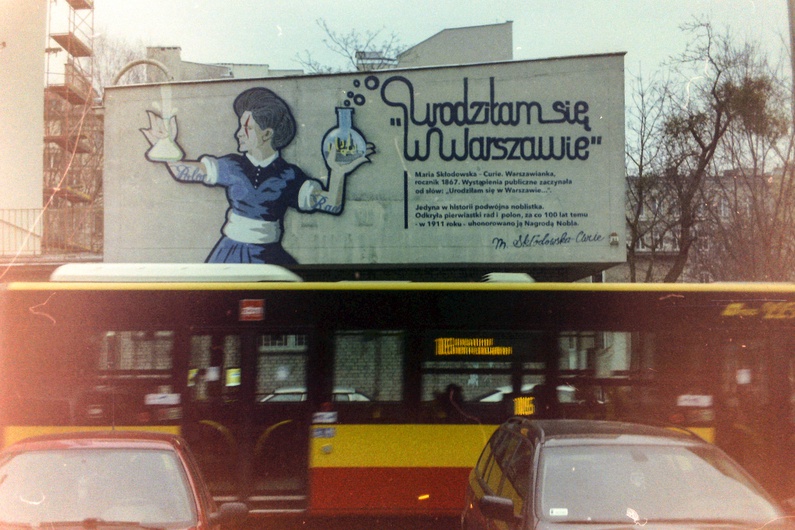 „Urodziłam się
w Warszawie”
Maria Skłodowska - Curie. Warszawianka,
rocznik 1867. Wystąpienia publiczne zaczynała
od słów: „Urodziłam się w Warszawie...”.
Jedyna w historii podwójna noblistka.
Odkryła pierwiastki rad i polon, za co 100 lat temu
- w 1911 roku - uhonorowano ją Nagrodą Nobla.
M. Skłodowska Curie
Polon
Rad